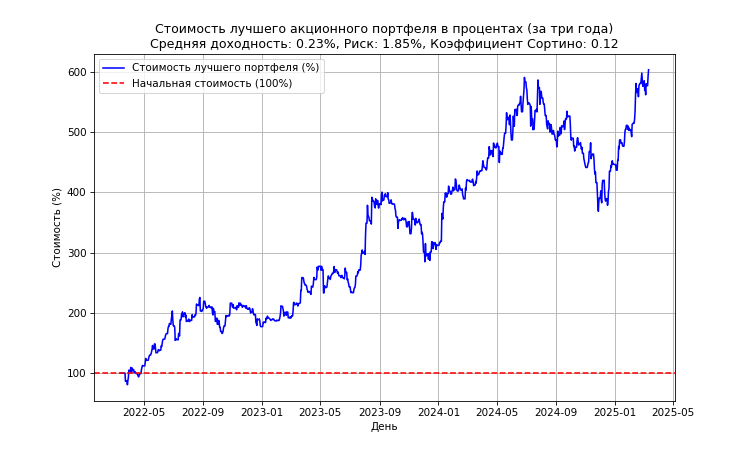 Стоимость лучшего акционного портфеля в процентах (за три года)
Средняя доходность: 0.23%, Риск: 1.85%, Коэффициент Сортино: 0.12
Стоимость лучшего портфеля (%)
Начальная стоимость (100%)
Стоимость (%)
600
500
400
300
200
100
2022-05 2022-09 2023-01 2023-05 2023-09 2024-01 2024-05 2024-09 2025-01 2025-05
День